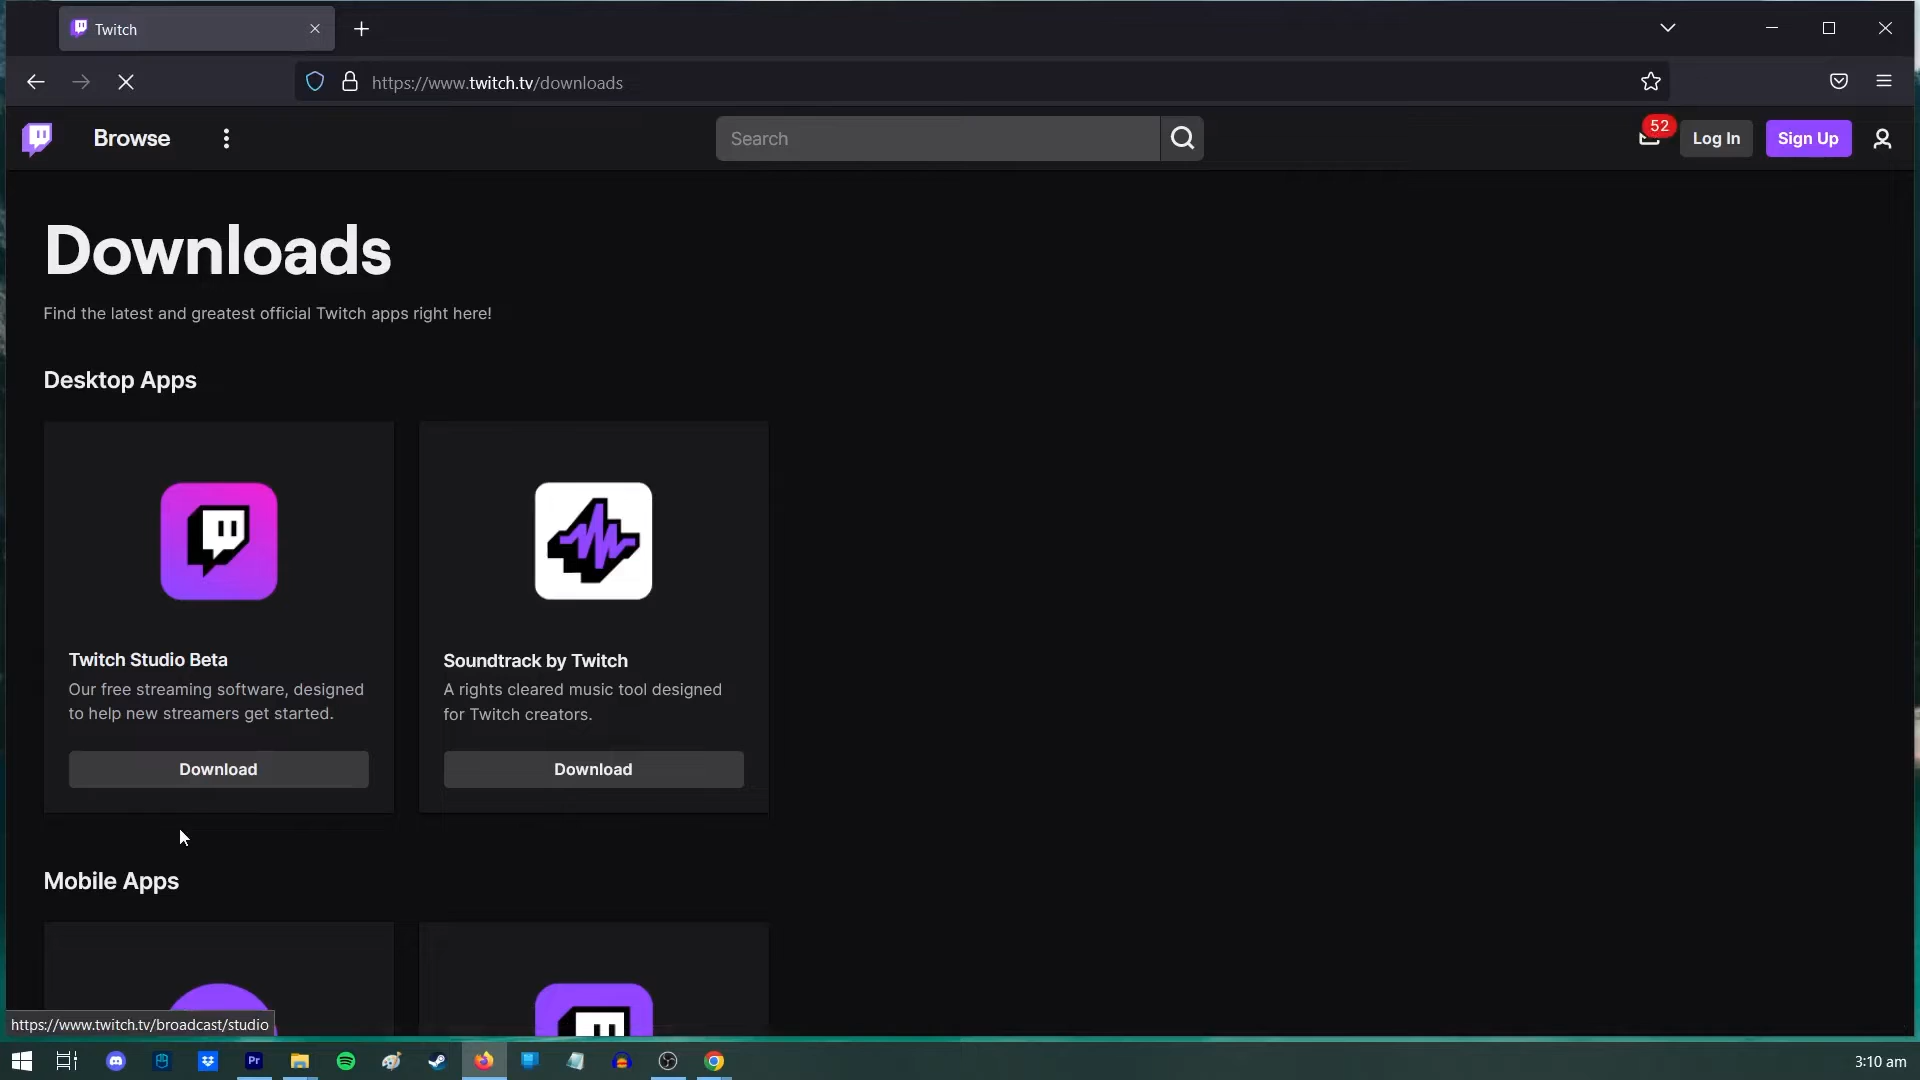 Twitch
https://www.twitch.tv/downloads
Browse
Search
52
Log In
Sign Up
Downloads
Find the latest and greatest official Twitch apps right here!
Desktop Apps
Twitch Studio Beta
Our free streaming software, designed
to help new streamers get started.
Download
Soundtrack by Twitch
A rights cleared music tool designed
for Twitch creators.
Download
Mobile Apps
https://www.twitch.tv/broadcast/studio
Pr
3:10 am